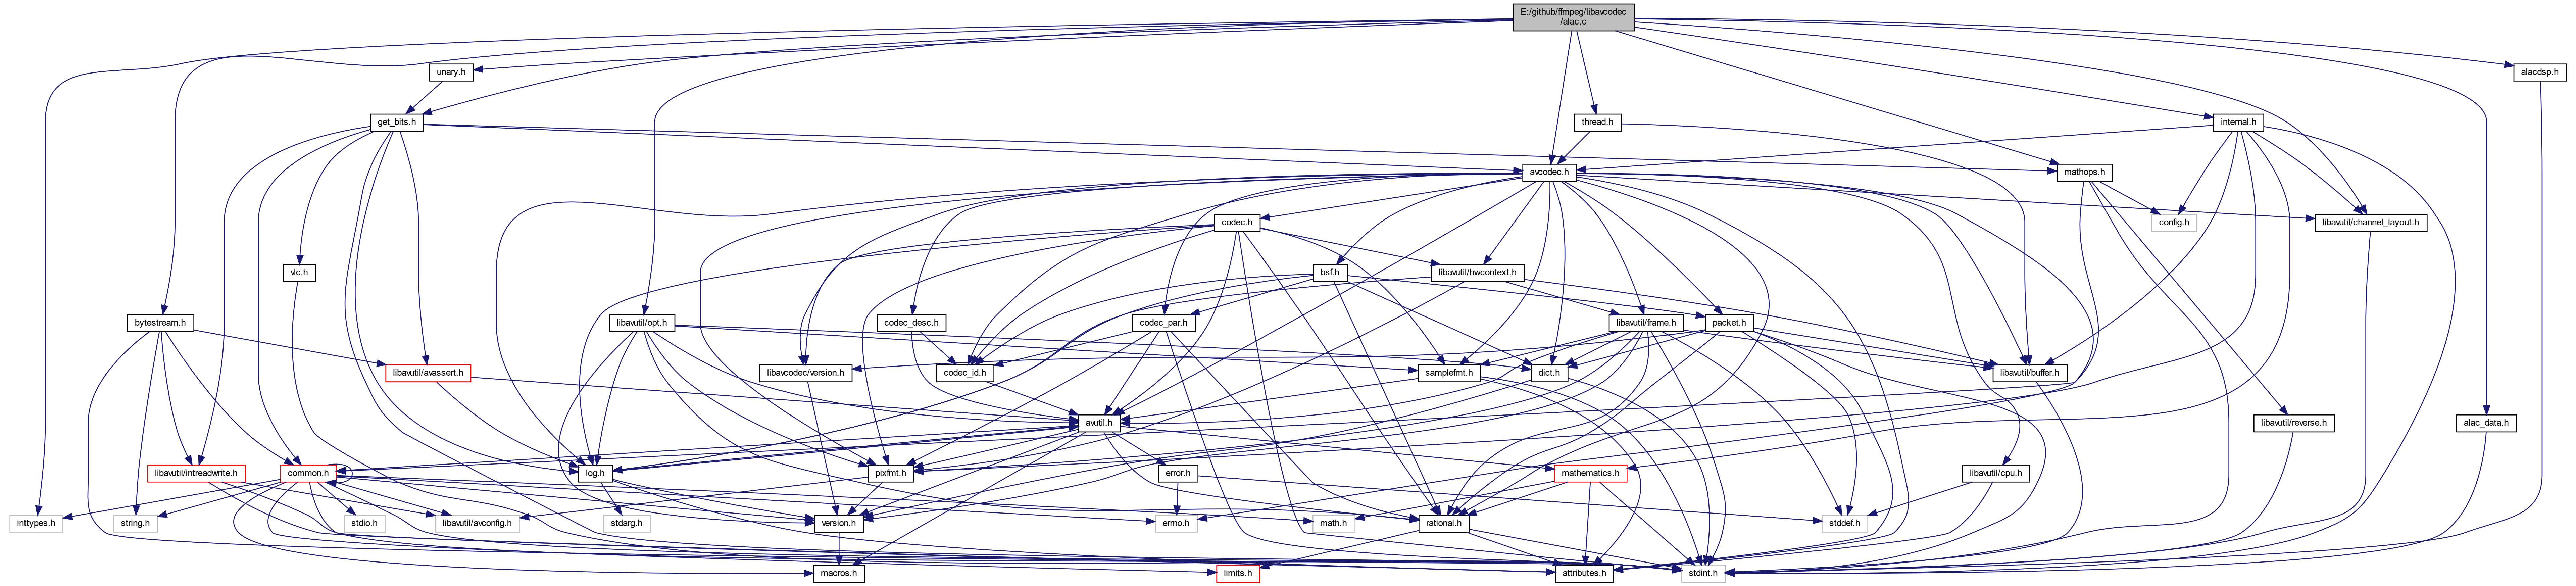 E:/github/ffmpeg/libavcodec
/alac.c
unary.h
alacdsp.h
get_bits.h
thread.h
internal.h
avcodec.h
mathops.h
codec.h
config.h
libavutil/channel_layout.h
vlc.h
bsf.h
libavutil/hwcontext.h
bytestream.h
libavutil/opt.h
codec_desc.h
codec_par.h
libavutil/frame.h
packet.h
libavutil/avassert.h
libavcodec/version.h
codec_id.h
samplefmt.h
dict.h
libavutil/buffer.h
avutil.h
libavutil/reverse.h
alac_data.h
libavutil/intreadwrite.h
common.h
log.h
pixfmt.h
error.h
mathematics.h
libavutil/cpu.h
inttypes.h
string.h
stdio.h
libavutil/avconfig.h
stdarg.h
version.h
errno.h
math.h
rational.h
stddef.h
macros.h
limits.h
attributes.h
stdint.h